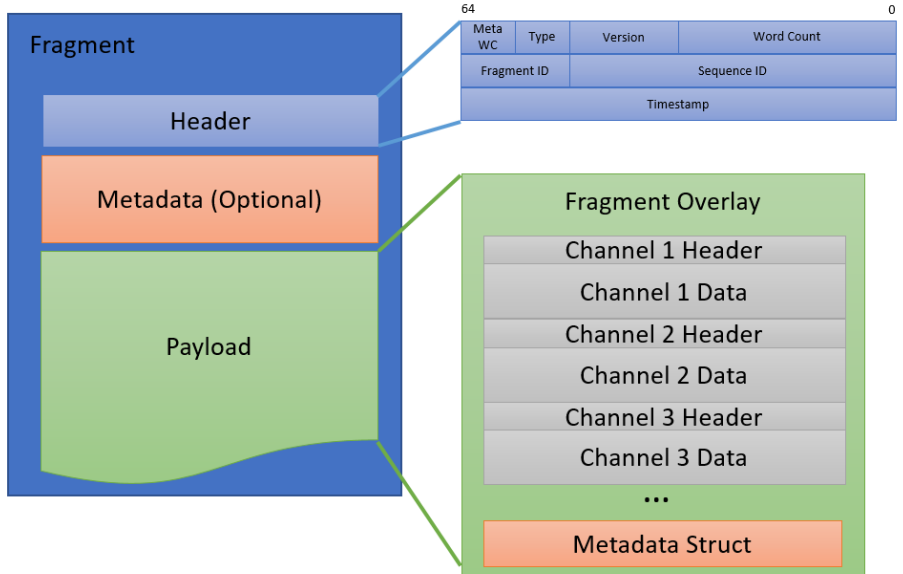 Fragment
Header
Metadata (Optional)
Payload
64 0
Meta WC Type Version Word Count
Fragment ID Sequence ID
Timestamp
Fragment Overlay
Channel 1 Header
Channel 1 Data
Channel 2 Header
Channel 2 Data
Channel 3 Header
Channel 3 Data
...
Metadata Struct